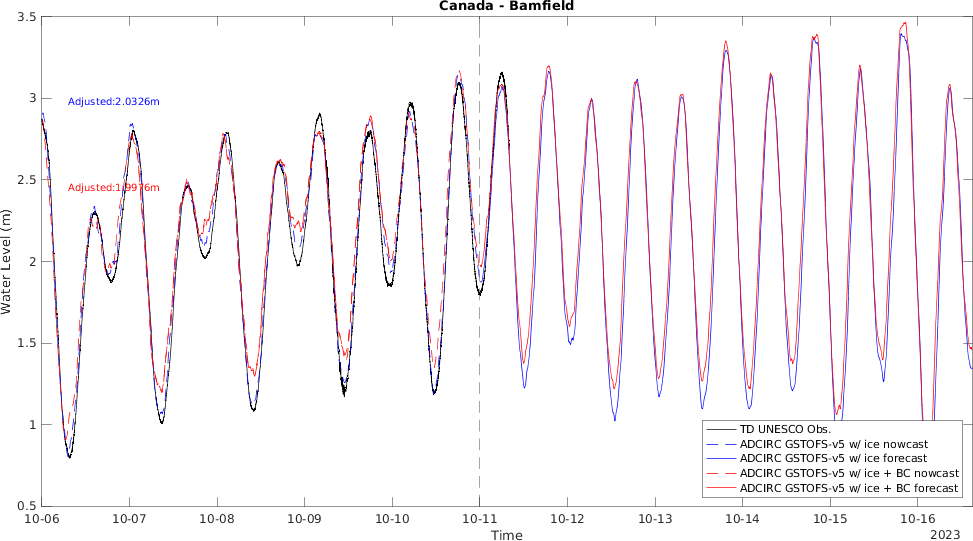 Canada - Bamfield
3.5
3
2.5
2
1.5
1
0.5
Water Level (m)
Adjusted:2.0326m
Adjusted:1.9976m
TD UNESCO Obs.
ADCIRC GSTOFS-v5 w/ ice nowcast
ADCIRC GSTOFS-v5 w/ ice forecast
ADCIRC GSTOFS-v5 w/ ice + BC nowcast
ADCIRC GSTOFS-v5 w/ ice + BC forecast
10-06 10-07 10-08 10-09 10-10 10-11 10-12 10-13 10-14 10-15 10-16
Time
2023